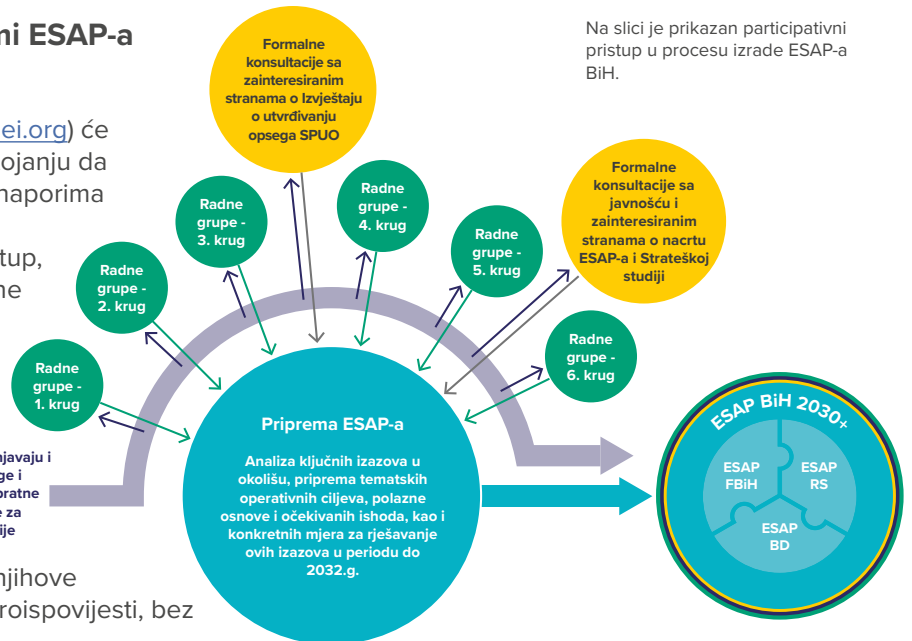 mi ESAP-a
Na slici je prikazan participativni
pristup u procesu izrade ESAP-a
BiH.
Formalne
konsultacije sa
zainteresiranim
stranama o Izvještaju
o utvrđivanju
opsega SPUO
ei.org) će
ojanju da
naporima
tup,
ne
Formalne
konsultacije sa
javnošću i
zainteresiranim
stranama o nacrtu
ESAP-a i Strateškoj
studiji
Radne
grupe -
1. krug
Radne
grupe -
2. krug
Radne
grupe -
3. krug
Radne
grupe -
4. krug
Radne
grupe -
5. krug
Radne
grupe -
6. krug
njavaju i
ge i
pratne
e za
ije
Priprema ESAP-a
Analiza ključnih izazova u
okolišu, priprema tematskih
operativnih ciljeva, polazne
osnove i očekivanih ishoda, kao i
konkretnih mjera za rješavanje
ovih izazova u periodu do
2032.g.
ESAP BiH 2030+
ESAP
FBiH
ESAP
RS
ESAP
BD
njihove
roispovijesti, bez